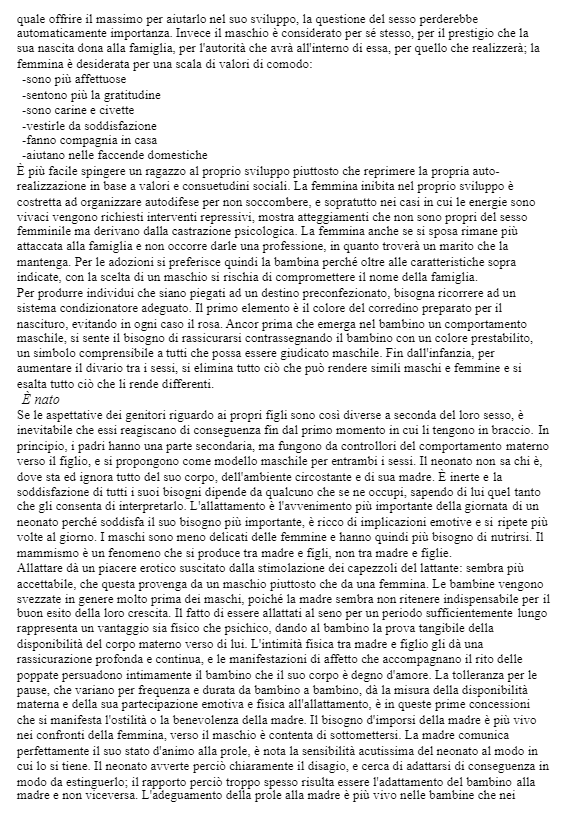 quale offrire il massimo per aiutarlo nel suo sviluppo, la questione del sesso perderebbe
automaticamente importanza. Invece il maschio è considerato per sé stesso, per il prestigio che la
sua nascita dona alla famiglia, per l'autorità che avrà all'interno di essa, per quello che realizzerà; la
femmina è desiderata per una scala di valori di comodo:
-sono più affettuose
-sentono più la gratitudine
-sono carine e civette
-vestirle da soddisfazione
-fanno compagnia in casa
-aiutano nelle faccende domestiche
È più facile spingere un ragazzo al proprio sviluppo piuttosto che reprimere la propria auto-
realizzazione in base a valori e consuetudini sociali. La femmina inibita nel proprio sviluppo è
costretta ad organizzare autodifese per non soccombere, e sopratutto nei casi in cui le energie sono
vivaci vengono richiesti interventi repressivi, mostra atteggiamenti che non sono propri del sesso
femminile ma derivano dalla castrazione psicologica. La femmina anche se si sposa rimane più
attaccata alla famiglia e non occorre darle una professione, in quanto troverà un marito che la
mantenga. Per le adozioni si preferisce quindi la bambina perché oltre alle caratteristiche sopra
indicate, con la scelta di un maschio si rischia di compromettere il nome della famiglia.
Per produrre individui che siano piegati ad un destino preconfezionato, bisogna ricorrere ad un
sistema condizionatore adeguato. Il primo elemento è il colore del corredino preparato per il
nascituro, evitando in ogni caso il rosa. Ancor prima che emerga nel bambino un comportamento
maschile, si sente il bisogno di rassicurarsi contrassegnando il bambino con un colore prestabilito,
un simbolo comprensibile a tutti che possa essere giudicato maschile. Fin dall'infanzia, per
aumentare il divario tra i sessi, si elimina tutto ciò che può rendere simili maschi e femmine e si
esalta tutto ciò che li rende differenti.
È nato
Se le aspettative dei genitori riguardo ai propri figli sono così diverse a seconda del loro sesso, è
inevitabile che essi reagiscano di conseguenza fin dal primo momento in cui li tengono in braccio. In
principio, i padri hanno una parte secondaria, ma fungono da controllori del comportamento materno
verso il figlio, e si propongono come modello maschile per entrambi i sessi. Il neonato non sa chi è,
dove sta ed ignora tutto del suo corpo, dell'ambiente circostante e di sua madre. È inerte e la
soddisfazione di tutti i suoi bisogni dipende da qualcuno che se ne occupi, sapendo di lui quel tanto
che gli consenta di interpretarlo. L'allattamento è l'avvenimento più importante della giornata di un
neonato perché soddisfa il suo bisogno più importante, è ricco di implicazioni emotive e si ripete più
volte al giorno. I maschi sono meno delicati delle femmine e hanno quindi più bisogno di nutrirsi. Il
mammismo è un fenomeno che si produce tra madre e figli, non tra madre e figlie.
Allattare dà un piacere erotico suscitato dalla stimolazione dei capezzoli del lattante: sembra più
accettabile, che questa provenga da un maschio piuttosto che da una femmina. Le bambine vengono
svezzate in genere molto prima dei maschi, poiché la madre sembra non ritenere indispensabile per il
buon esito della loro crescita. Il fatto di essere allattati al seno per un periodo sufficientemente lungo
rappresenta un vantaggio sia fisico che psichico, dando al bambino la prova tangibile della
disponibilità del corpo materno verso di lui. L'intimità fisica tra madre e figlio gli dà una
rassicurazione profonda e continua, e le manifestazioni di affetto che accompagnano il rito delle
poppate persuadono intimamente il bambino che il suo corpo è degno d'amore. La tolleranza per le
pause, che variano per frequenza e durata da bambino a bambino, dà la misura della disponibilità
materna e della sua partecipazione emotiva e fisica all'allattamento, è in queste prime concessioni
che si manifesta l'ostilità o la benevolenza della madre. Il bisogno d'imporsi della madre è più vivo
nei confronti della femmina, verso il maschio è contenta di sottomettersi. La madre comunica
perfettamente il suo stato d'animo alla prole, è nota la sensibilità acutissima del neonato al modo in
cui lo si tiene. Il neonato avverte perciò chiaramente il disagio, e cerca di adattarsi di conseguenza in
modo da estinguerlo; il rapporto perciò troppo spesso risulta essere l'adattamento del bambino alla
madre e non viceversa. L'adeguamento della prole alla madre è più vivo nelle bambine che nei